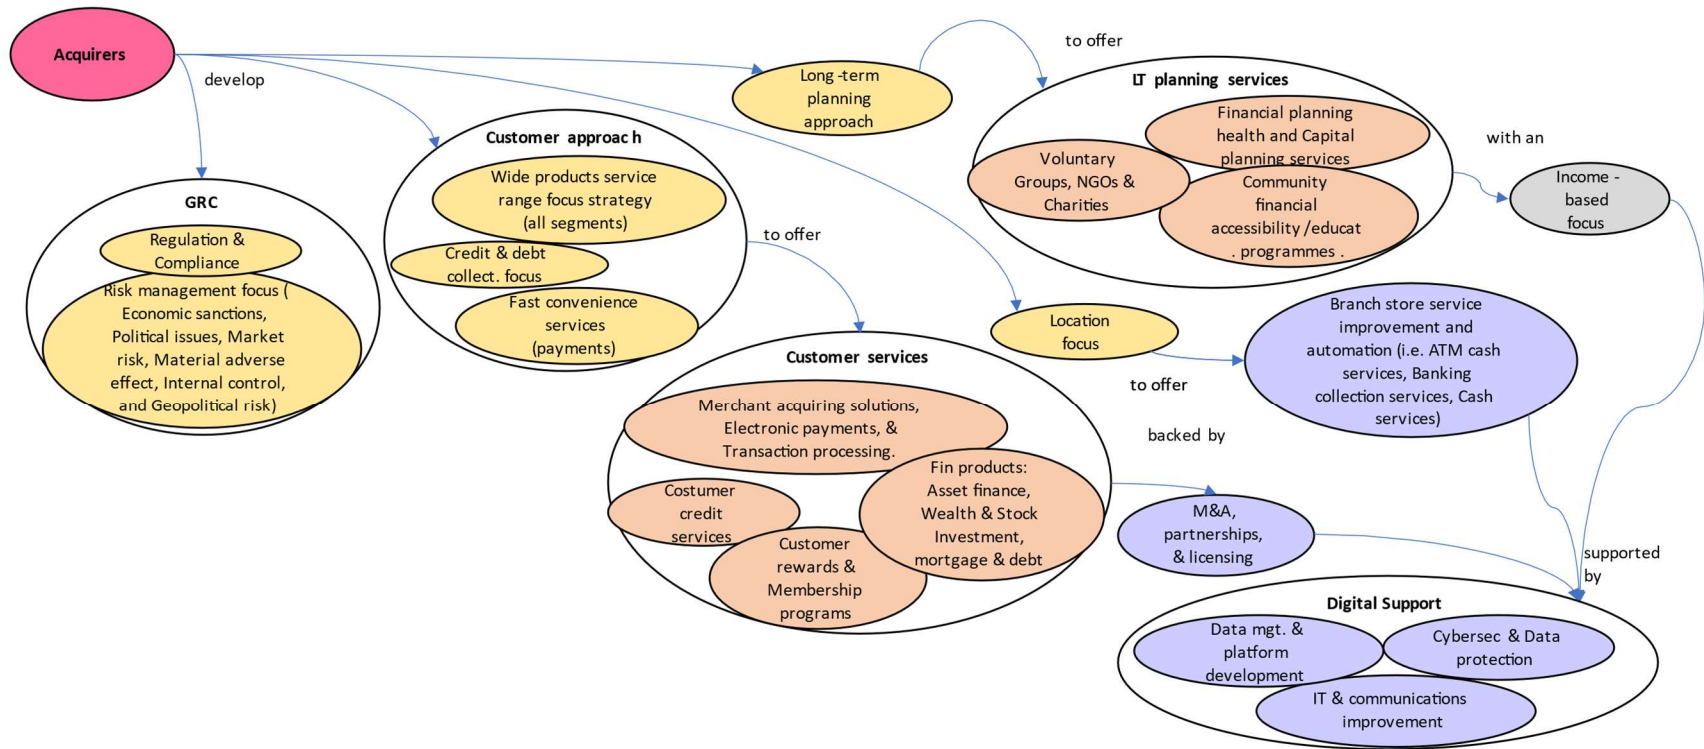 Acquirers
develop
Long -term
planning
approach
to offer
LT planning services
Financial planning
health and Capital
planning services
Voluntary
Groups, NGOs &
Charities
Community
financial
accessibility /educat
. programmes .
with an
Income -
based
focus
GRC
Regulation &
Compliance
Risk management focus (
Economic sanctions,
Political issues, Market
risk, Material adverse
effect, Internal control,
and Geopolitical risk)
Customer approac h
Wide products service
range focus strategy
(all segments)
Credit & debt
collect. focus
Fast convenience
services
(payments)
to offer
Location
focus
to offer
Branch store service
improvement and
automation (i.e. ATM cash
services, Banking
collection services, Cash
services)
Customer services
Merchant acquiring solutions,
Electronic payments, &
Transaction processing.
Costumer
credit
services
Customer
rewards &
Membership
programs
Fin products:
Asset finance,
Wealth & Stock
Investment,
mortgage & debt
backed by
M&A,
partnerships,
& licensing
supported
by
Digital Support
Data mgt. &
platform
development
Cybersec & Data
protection
IT & communications
improvement